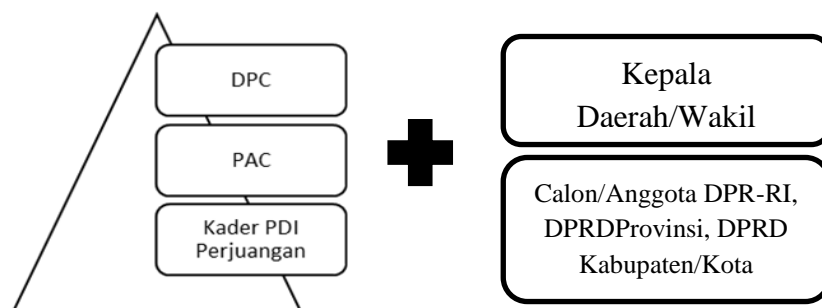 DPC
PAC
Kader PDI
Perjuangan
Kepala
Daerah/Wakil
Calon/Anggota DPR-RI,
DPRDProvinsi, DPRD
Kabupaten/Kota